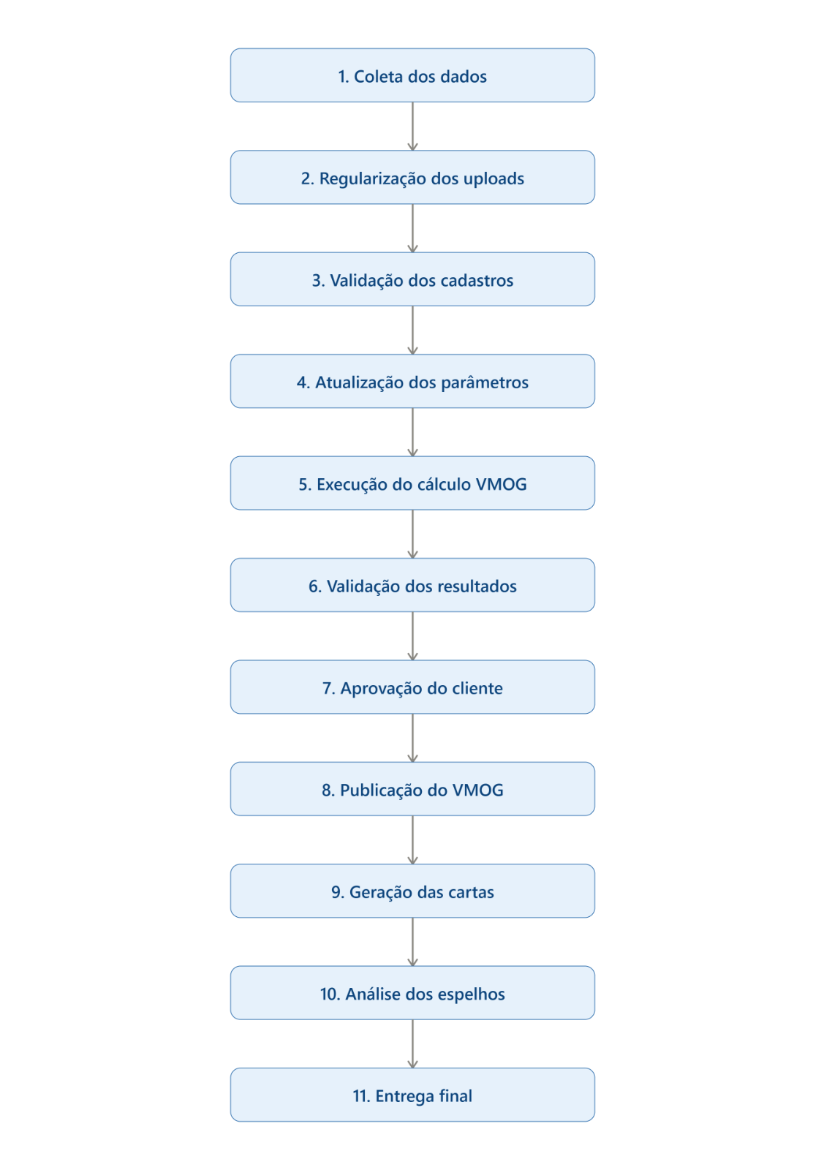 1. Coleta dos dados
2. Regularização dos uploads
3. Validação dos cadastros
4. Atualização dos parâmetros
5. Execução do cálculo VMOG
6. Validação dos resultados
7. Aprovação do cliente
8. Publicação do VMOG
9. Geração das cartas
10. Análise dos espelhos
11. Entrega final